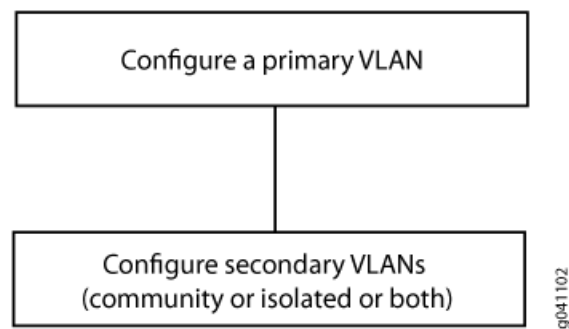 Configure a primary VLAN
Configure secondary VLANs
(community or isolated or both)
g041102